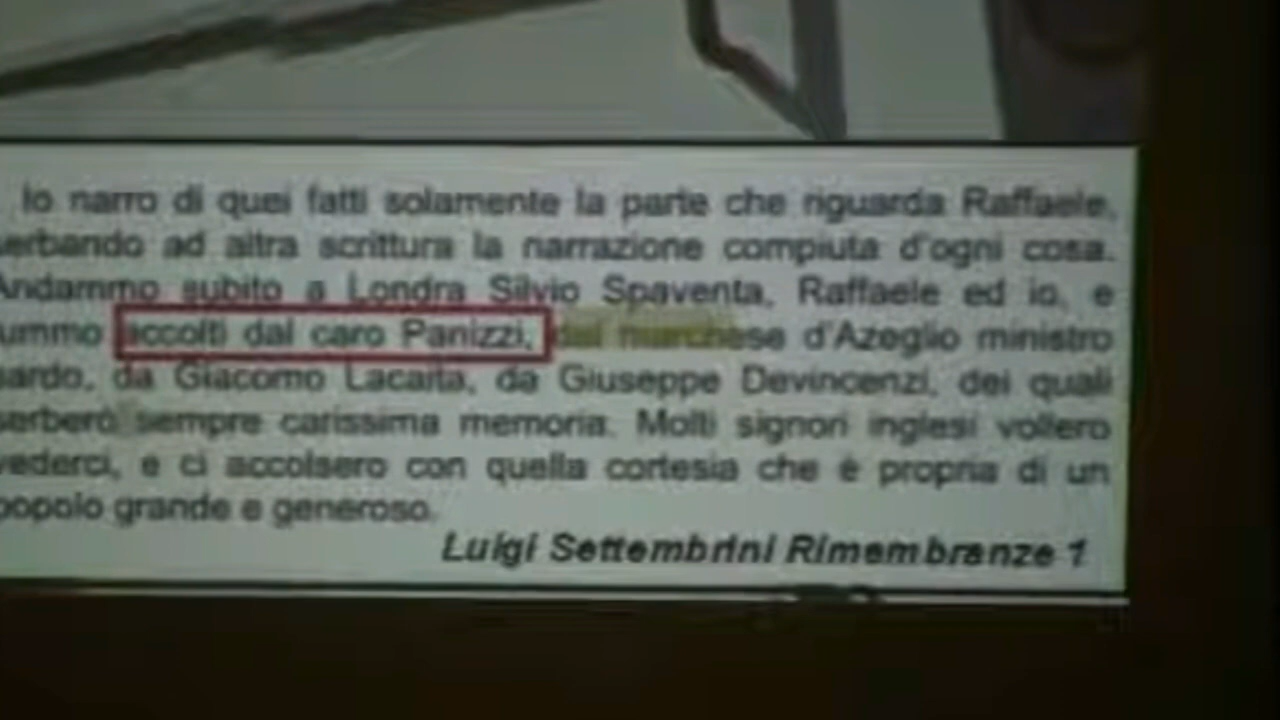 Io narro di quei fatti solamente la parte che riguarda Raffaele,
serbando ad altra scrittura la narrazione compiuta d'ogni cosa.
Andammo subito a Londra Silvio Spaventa, Raffaele ed io, e
fummo accolti dal caro Panizzi, dal marchese d'Azeglio ministro
sardo, da Giacomo Lacaita, da Giuseppe Devincenzi, dei quali
serberò sempre carissima memoria. Molti signori inglesi vollero
vederci, e ci accolsero con quella cortesia che è propria di un
popolo grande e generoso.
Luigi Settembrini Rimembranze 1